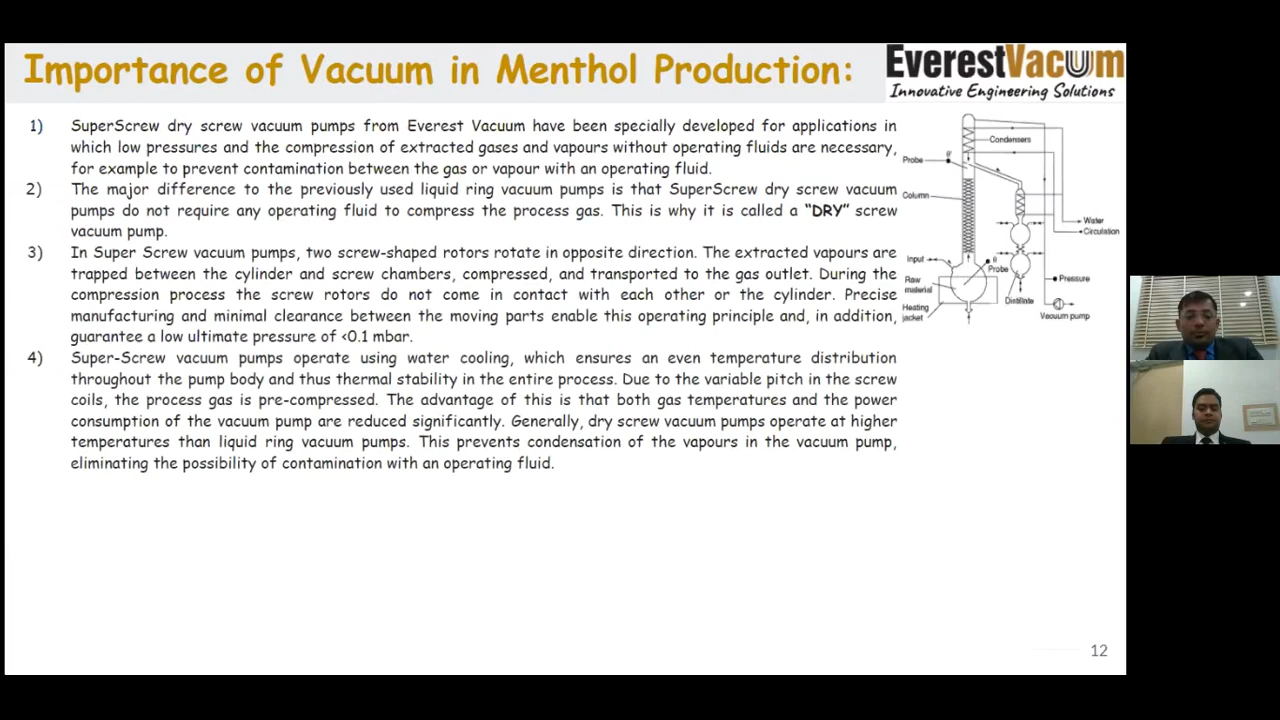 Importance of Vacuum in Menthol Production:
EverestVacuum
Innovative Engineering Solutions
1) SuperScrew dry screw vacuum pumps from Everest Vacuum have been specially developed for applications in
which low pressures and the compression of extracted gases and vapours without operating fluids are necessary,
for example to prevent contamination between the gas or vapour with an operating fluid.
2) The major difference to the previously used liquid ring vacuum pumps is that SuperScrew dry screw vacuum
pumps do not require any operating fluid to compress the process gas. This is why it is called a “DRY” screw
vacuum pump.
3) In Super Screw vacuum pumps, two screw-shaped rotors rotate in opposite direction. The extracted vapours are
trapped between the cylinder and screw chambers, compressed, and transported to the gas outlet. During the
compression process the screw rotors do not come in contact with each other or the cylinder. Precise
manufacturing and minimal clearance between the moving parts enable this operating principle and, in addition,
guarantee a low ultimate pressure of <0.1 mbar.
4) Super-Screw vacuum pumps operate using water cooling, which ensures an even temperature distribution
throughout the pump body and thus thermal stability in the entire process. Due to the variable pitch in the screw
coils, the process gas is pre-compressed. The advantage of this is that both gas temperatures and the power
consumption of the vacuum pump are reduced significantly. Generally, dry screw vacuum pumps operate at higher
temperatures than liquid ring vacuum pumps. This prevents condensation of the vapours in the vacuum pump,
eliminating the possibility of contamination with an operating fluid.
Condensers
Probe
θ'
Column
Water
Circulation
Input
θ
Probe
Raw
material
Pressure
Distillate
Heating
jacket
Vacuum pump
12